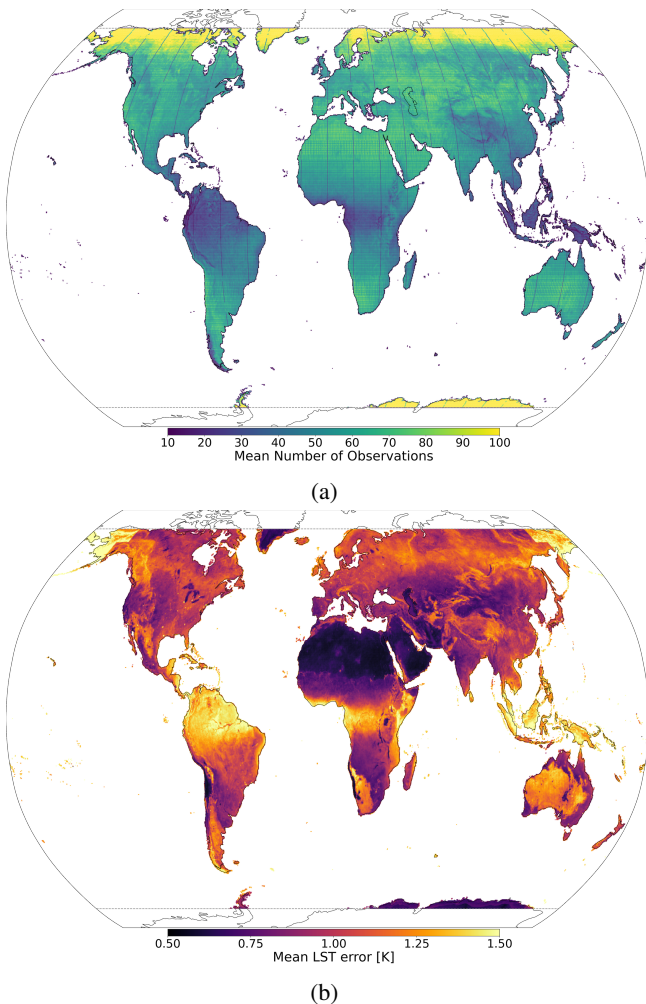 10 20 30 40 50 60 70 80 90 100
Mean Number of Observations
(a)
0.50 0.75 1.00 1.25 1.50
Mean LST error [K]
(b)